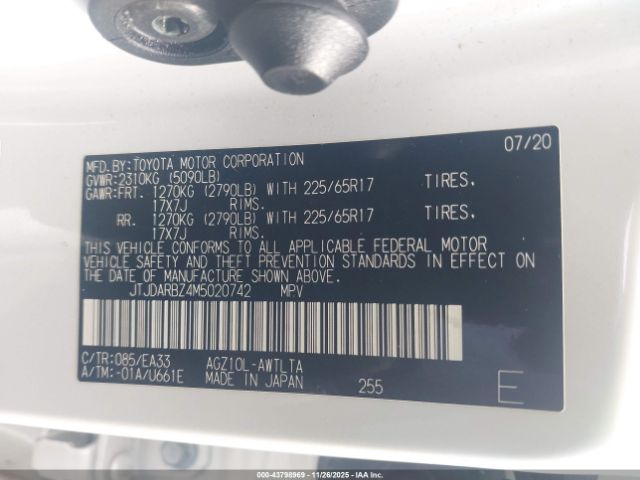 07/20
MFD.BY:TOYOTA MOTOR CORPORATION
GVWR:2310KG (5090LB)
GAWR:FRT. 1270KG (2790LB) WITH 225/65R17 TIRES.
17X7J RIMS.
RR. 1270KG (2790LB) WITH 225/65R17 TIRES.
17X7J RIMS.
THIS VEHICLE CONFORMS TO ALL APPLICABLE FEDERAL MOTOR
VEHICLE SAFETY AND THEFT PREVENTION STANDARDS IN EFFECT ON
THE DATE OF MANUFACTURE SHOWN ABOVE.
JTJDARBZ4M5020742 MPV
C/TR:085/EA33 AGZ10L-AWTLTA
A/TM:-01A/U661E MADE IN JAPAN 255
E
000-43798969 - 11/26/2025 - IAAI.COM